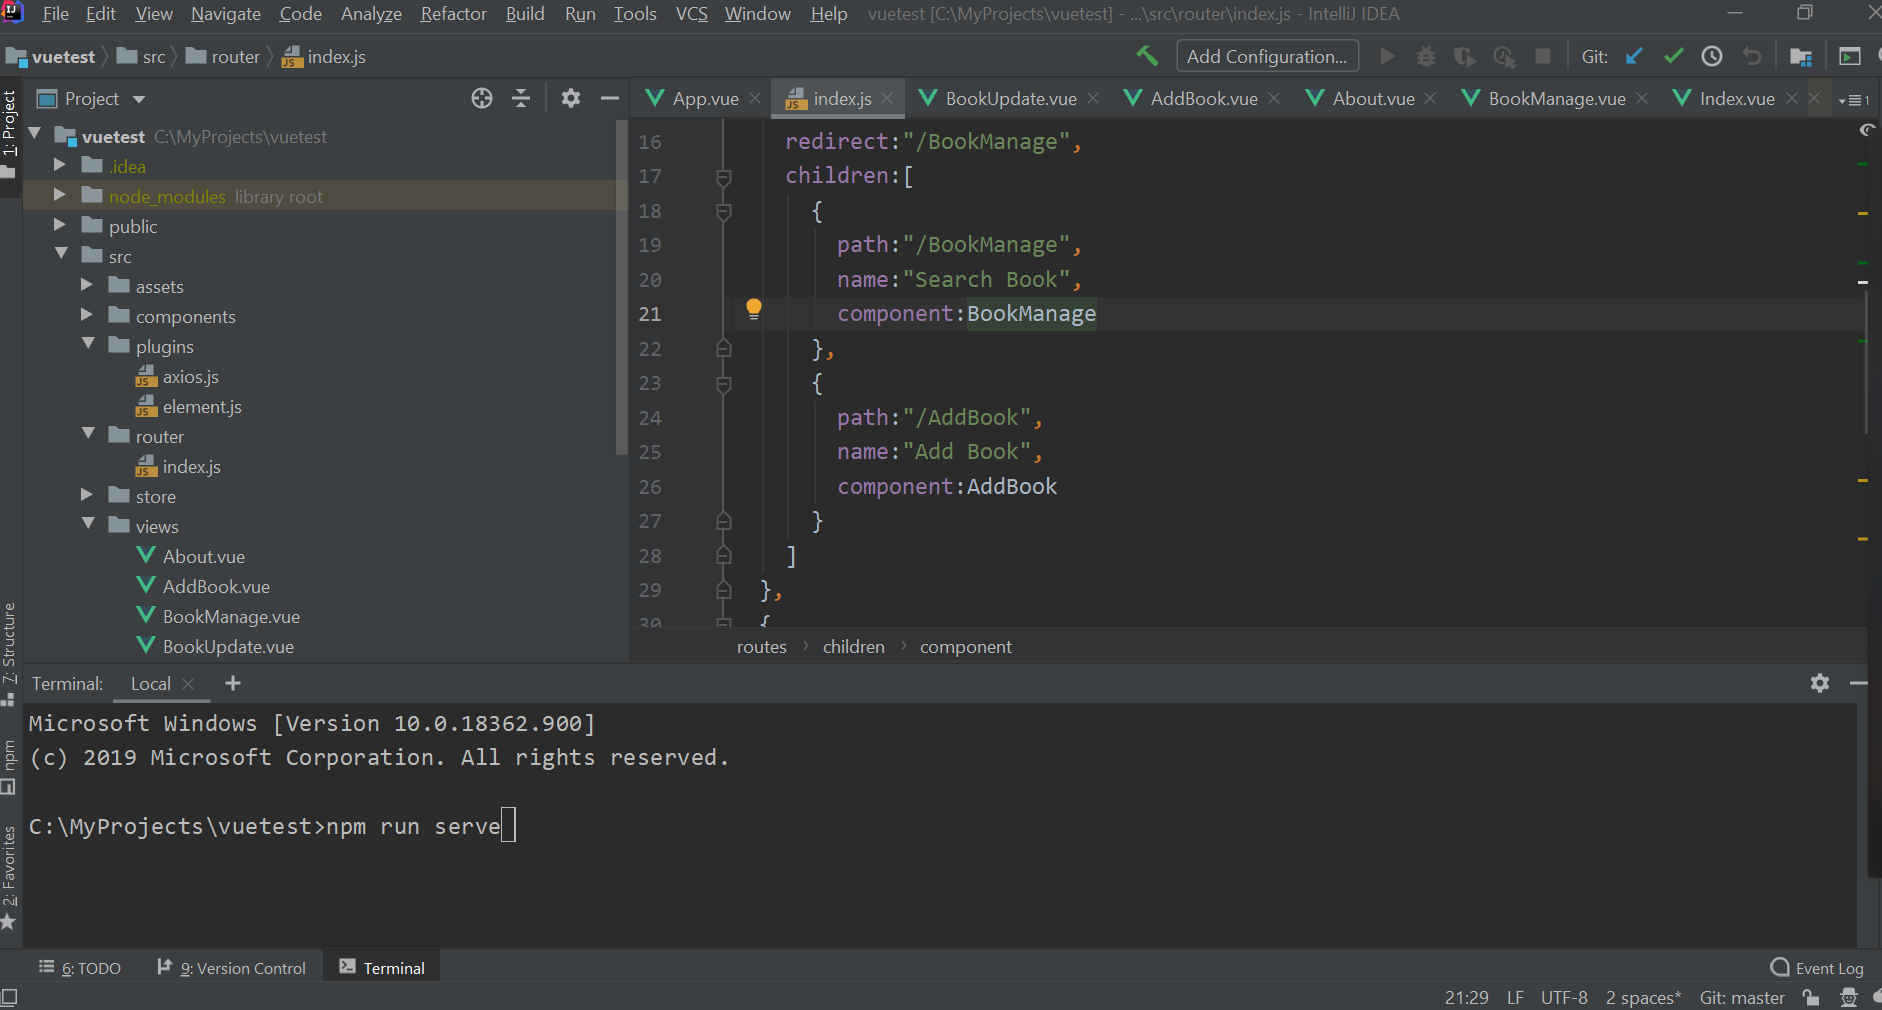 File Edit View Navigate Code Analyze Refactor Build Run Tools VCS Window Help vuetest [C:\MyProjects\vuetest] - ...\src\router\index.js - IntelliJ IDEA
vuetest src router index.js Add Configuration... Git:
1: Project
Project
App.vue index.js BookUpdate.vue AddBook.vue About.vue BookManage.vue Index.vue 1
vuetest C:\MyProjects\vuetest
.idea
node_modules library root
public
src
assets
components
plugins
axios.js
element.js
router
index.js
store
views
About.vue
AddBook.vue
BookManage.vue
BookUpdate.vue
16 redirect:"/BookManage",
17 children:[
18 {
19 path:"/BookManage",
20 name:"Search Book",
21 component:BookManage
22 },
23 {
24 path:"/AddBook",
25 name:"Add Book",
26 component:AddBook
27 }
28 ]
29 },
30 {
routes children component
7: Structure
npm
2: Favorites
Terminal: Local +
Microsoft Windows [Version 10.0.18362.900]
(c) 2019 Microsoft Corporation. All rights reserved.
C:\MyProjects\vuetest>npm run serve
6: TODO 9: Version Control Terminal Event Log
21:29 LF UTF-8 2 spaces* Git: master